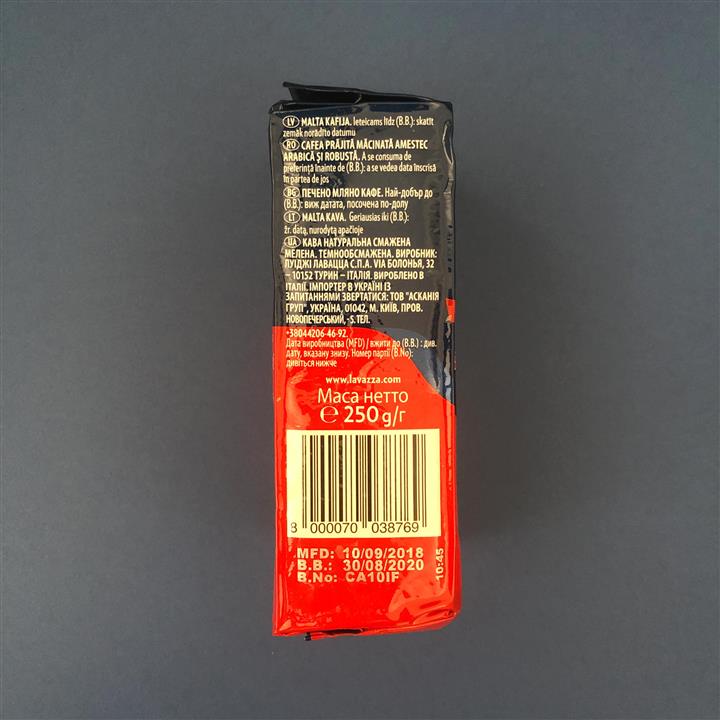 LV MALTA KAFIJA. Ieteicams līdz (B.B.): skatīt
zemāk norādīto datumu
RO CAFEA PRĂJITĂ MĂCINATĂ AMESTEC
ARABICĂ ȘI ROBUSTĂ. A se consuma de
preferință înainte de (B.B.): a se vedea data înscrisă
în partea de jos
BG ПЕЧЕНО МЛЯНО КАФЕ. Най-добър до
(B.B.): виж датата, посочена по-долу
LT MALTA KAVA. Geriausias iki (B.B.):
žr. datą, nurodytą apačioje
UA КАВА НАТУРАЛЬНА СМАЖЕНА
МЕЛЕНА. ТЕМНООБСМАЖЕНА. ВИРОБНИК:
ЛУІДЖІ ЛАВАЦЦА С.П.А. VIA БОЛОНЬЯ, 32
– 10152 ТУРИН – ІТАЛІЯ. ВИРОБЛЕНО В
ІТАЛІЇ. ІМПОРТЕР В УКРАЇНІ ІЗ
ЗАПИТАННЯМИ ЗВЕРТАТИСЯ: ТОВ "АСКАНІЯ
ГРУП", УКРАЇНА, 01042, М. КИЇВ, ПРОВ.
НОВОПЕЧЕРСЬКИЙ, -5. ТЕЛ.
+38044206-46-92.
Дата виробництва (MFD) / вжити до (B.B.) : див.
дату, вказану знизу. Номер партії (B.No):
дивіться нижче
www.lavazza.com
Маса нетто
℮ 250 g/г
8 000070 038769
MFD: 10/09/2018
B.B.: 30/08/2020
B.No: CA10IF
10:45